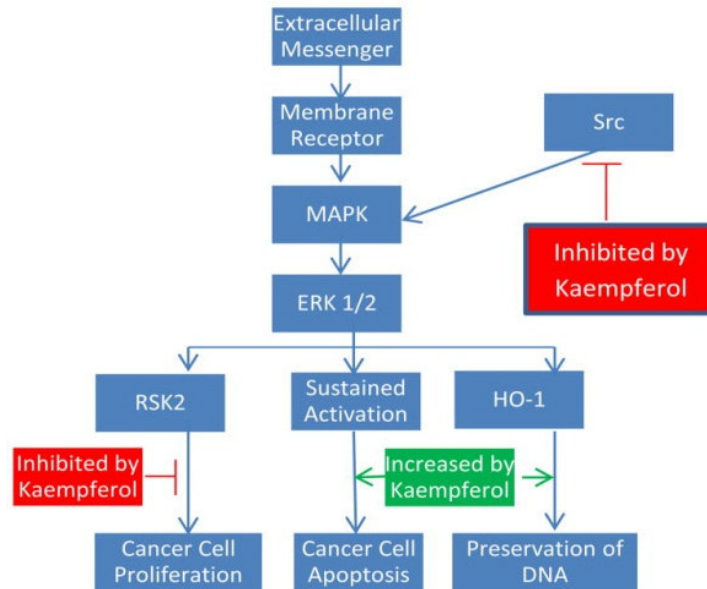 Extracellular
Messenger
Membrane
Receptor
Src
MAPK
Inhibited by
Kaempferol
ERK 1/2
RSK2
Sustained
Activation
HO-1
Inhibited by
Kaempferol
Increased by
Kaempferol
Cancer Cell
Proliferation
Cancer Cell
Apoptosis
Preservation of
DNA